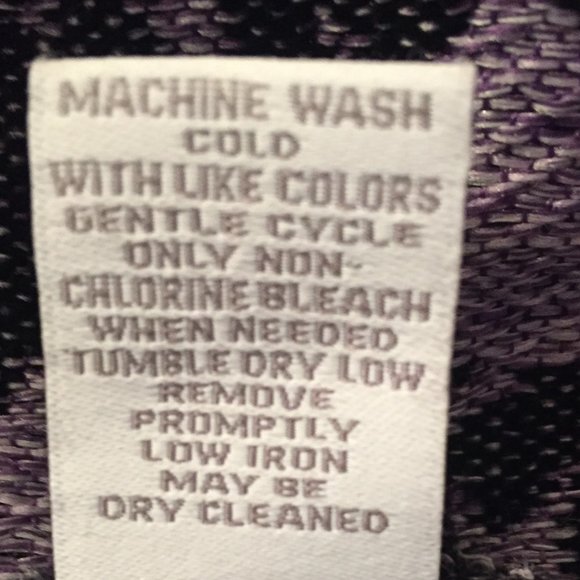 MACHINE WASH
COLD
WITH LIKE COLORS
GENTLE CYCLE
ONLY NON-
CHLORINE BLEACH
WHEN NEEDED
TUMBLE DRY LOW
REMOVE
PROMPTLY
LOW IRON
MAY BE
DRY CLEANED